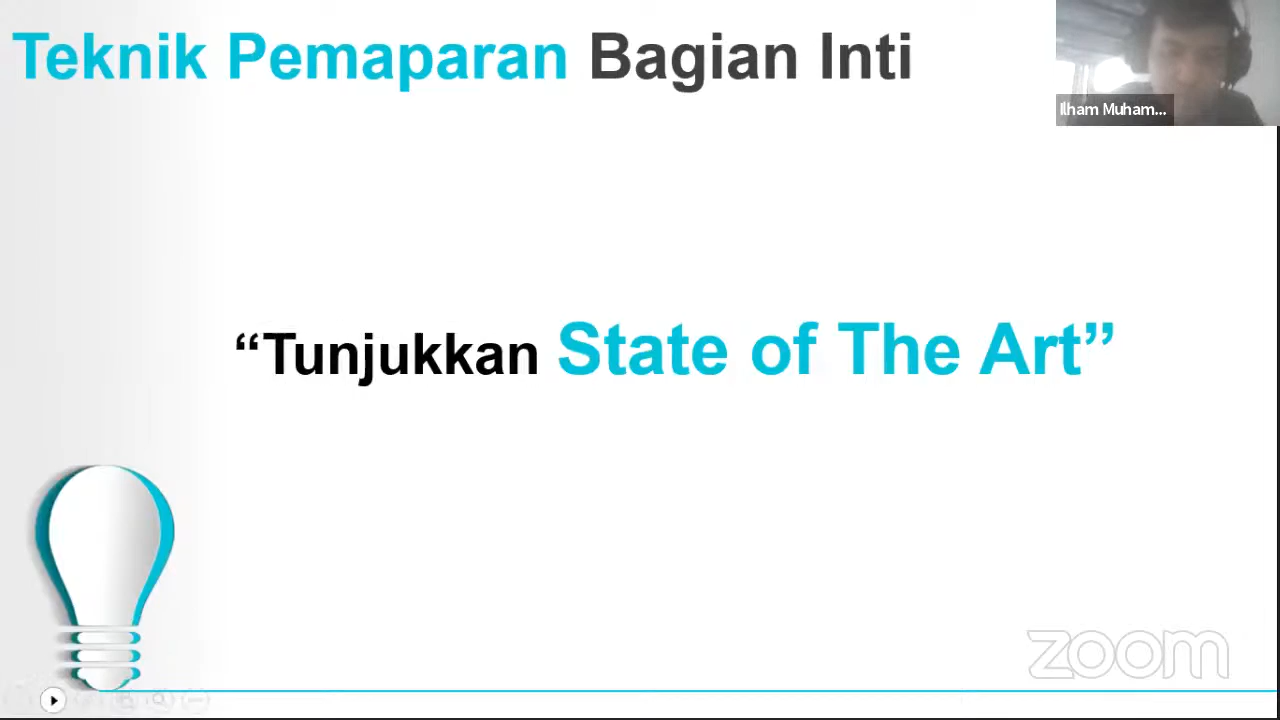 Teknik Pemaparan Bagian Inti
Ilham Muham...
“Tunjukkan State of The Art”
zoom